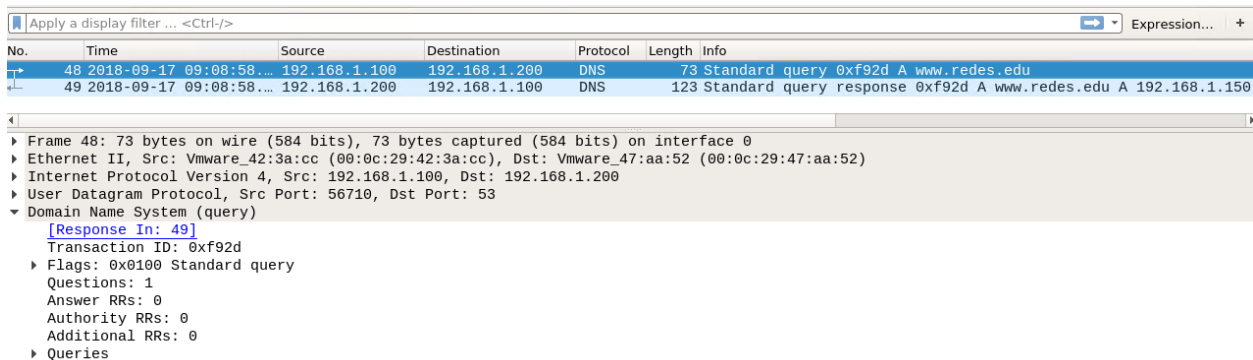 Apply a display filter … <Ctrl-/> Expression… +
No. Time Source Destination Protocol Length Info
48 2018-09-17 09:08:58.… 192.168.1.100 192.168.1.200 DNS 73 Standard query 0xf92d A www.redes.edu
49 2018-09-17 09:08:58.… 192.168.1.200 192.168.1.100 DNS 123 Standard query response 0xf92d A www.redes.edu A 192.168.1.150
Frame 48: 73 bytes on wire (584 bits), 73 bytes captured (584 bits) on interface 0
Ethernet II, Src: Vmware_42:3a:cc (00:0c:29:42:3a:cc), Dst: Vmware_47:aa:52 (00:0c:29:47:aa:52)
Internet Protocol Version 4, Src: 192.168.1.100, Dst: 192.168.1.200
User Datagram Protocol, Src Port: 56710, Dst Port: 53
Domain Name System (query)
[Response In: 49]
Transaction ID: 0xf92d
Flags: 0x0100 Standard query
Questions: 1
Answer RRs: 0
Authority RRs: 0
Additional RRs: 0
Queries